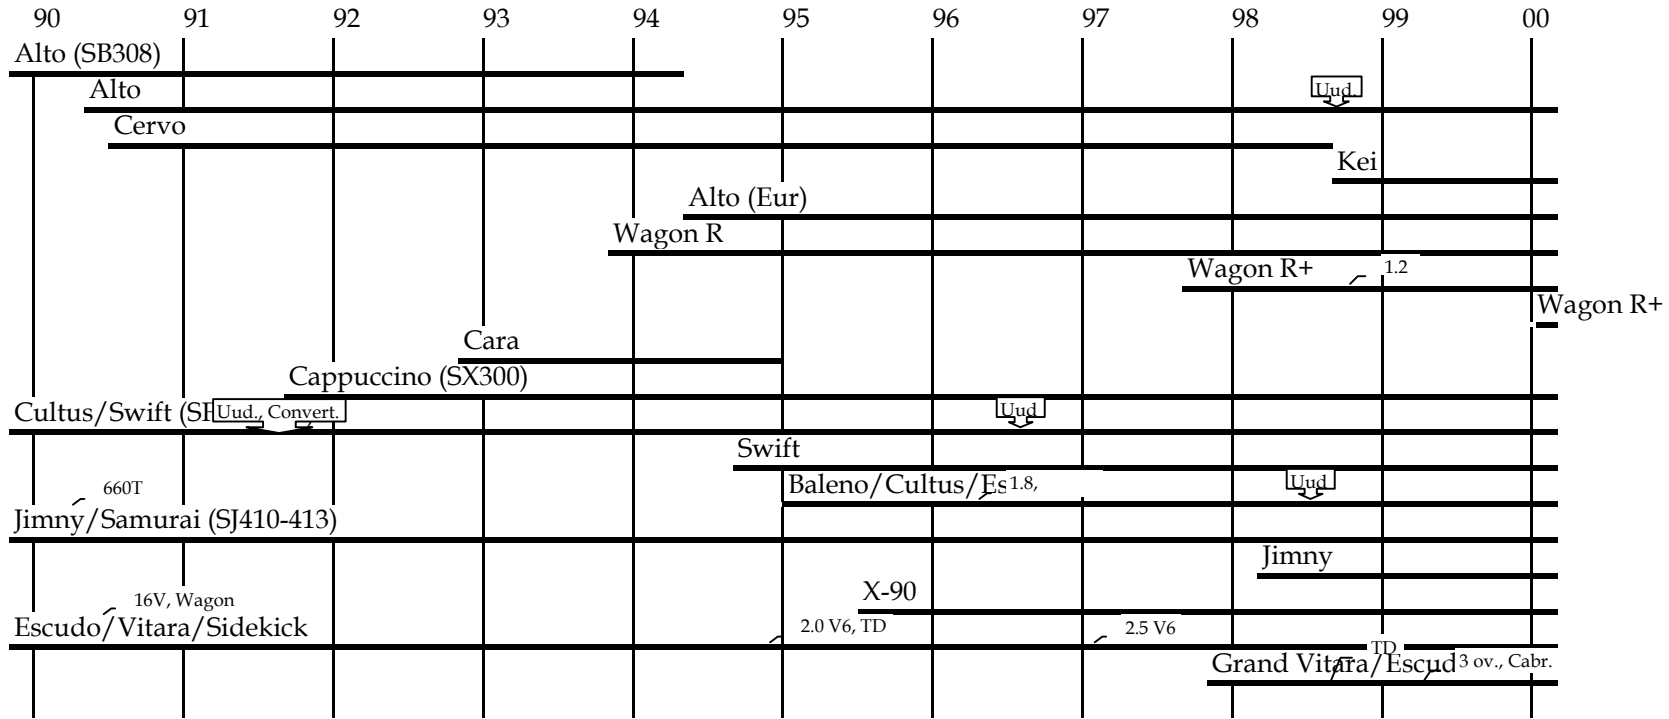 90 91 92 93 94 95 96 97 98 99 00
Alto (SB308)
Alto
Uud.
Cervo
Kei
Alto (Eur)
Wagon R
Wagon R+
1.2
Wagon R+
Cara
Cappuccino (SX300)
Cultus/Swift
Uud., Convert.
Uud
Swift
Baleno/Cultus/Es
1.8,
Uud
660T
Jimny/Samurai (SJ410-413)
Jimny
X-90
16V, Wagon
Escudo/Vitara/Sidekick
2.0 V6, TD
2.5 V6
TD
Grand Vitara/Escud
3 ov., Cabr.